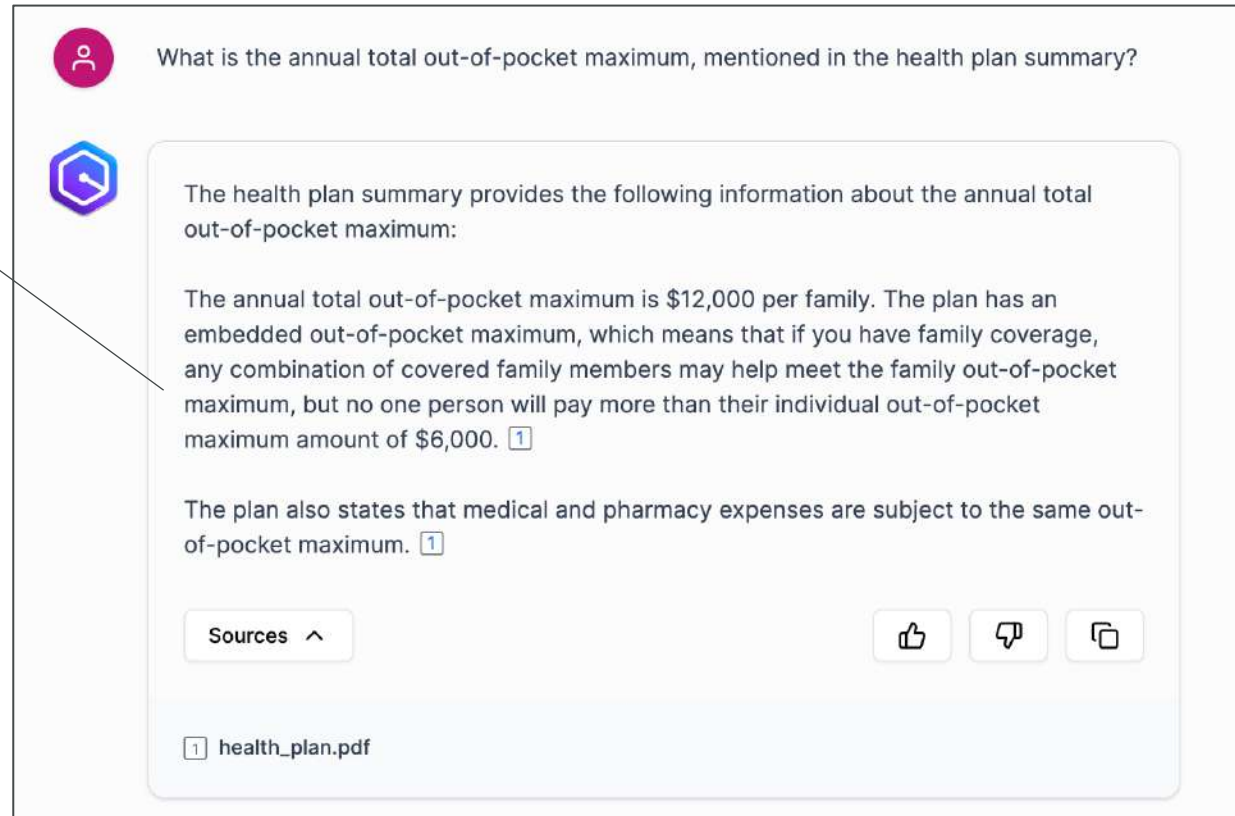 What is the annual total out-of-pocket maximum, mentioned in the health plan summary?
The health plan summary provides the following information about the annual total
out-of-pocket maximum:
The annual total out-of-pocket maximum is $12,000 per family. The plan has an
embedded out-of-pocket maximum, which means that if you have family coverage,
any combination of covered family members may help meet the family out-of-pocket
maximum, but no one person will pay more than their individual out-of-pocket
maximum amount of $6,000. 1
The plan also states that medical and pharmacy expenses are subject to the same out-
of-pocket maximum. 1
Sources
1 health_plan.pdf